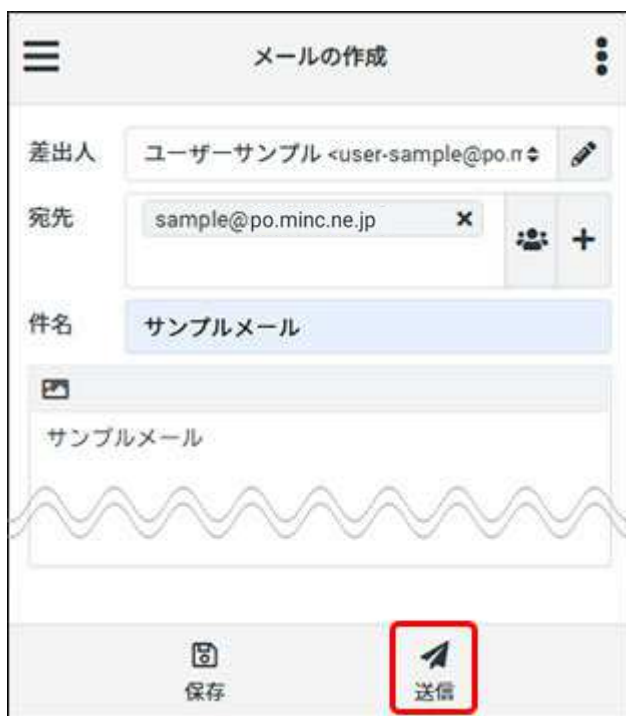 メールの作成
差出人 ユーザーサンプル <user-sample@po.m
宛先 sample@po.minc.ne.jp
件名 サンプルメール
サンプルメール
保存 送信